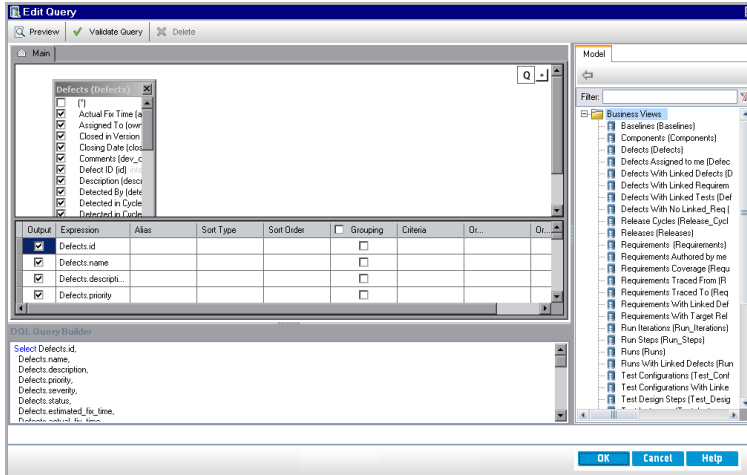 Edit Query
Preview Validate Query Delete
Main
Q +
Defects (Defects)
(*)
Actual Fix Time (a
Assigned To (own
Closed in Version
Closing Date (clos
Comments (dev_c
Defect ID (id)
Description (descr
Detected By (dete
Detected in Cycle
Detected in Cycle
Output Expression Alias Sort Type Sort Order Grouping Criteria Or... Or...
Defects.id
Defects.name
Defects.descripti...
Defects.priority
DQL Query Builder
Select Defects.id,
Defects.name,
Defects.description,
Defects.priority,
Defects.severity,
Defects.status,
Defects.estimated_fix_time,
Defects.actual_fix_time
Model
Filter:
Business Views
Baselines (Baselines)
Components (Components)
Defects (Defects)
Defects Assigned to me (Defec
Defects With Linked Defects (D
Defects With Linked Requirem
Defects With Linked Tests (Def
Defects With No Linked_Req (
Release Cycles (Release_Cycl
Releases (Releases)
Requirements (Requirements)
Requirements Authored by me
Requirements Coverage (Requ
Requirements Traced From (R
Requirements Traced To (Req
Requirements With Linked Def
Requirements With Target Rel
Run Iterations (Run_Iterations)
Run Steps (Run_Steps)
Runs (Runs)
Runs With Linked Defects (Run
Test Configurations (Test_Conf
Test Configurations With Linke
Test Design Steps (Test_Desig
OK Cancel Help